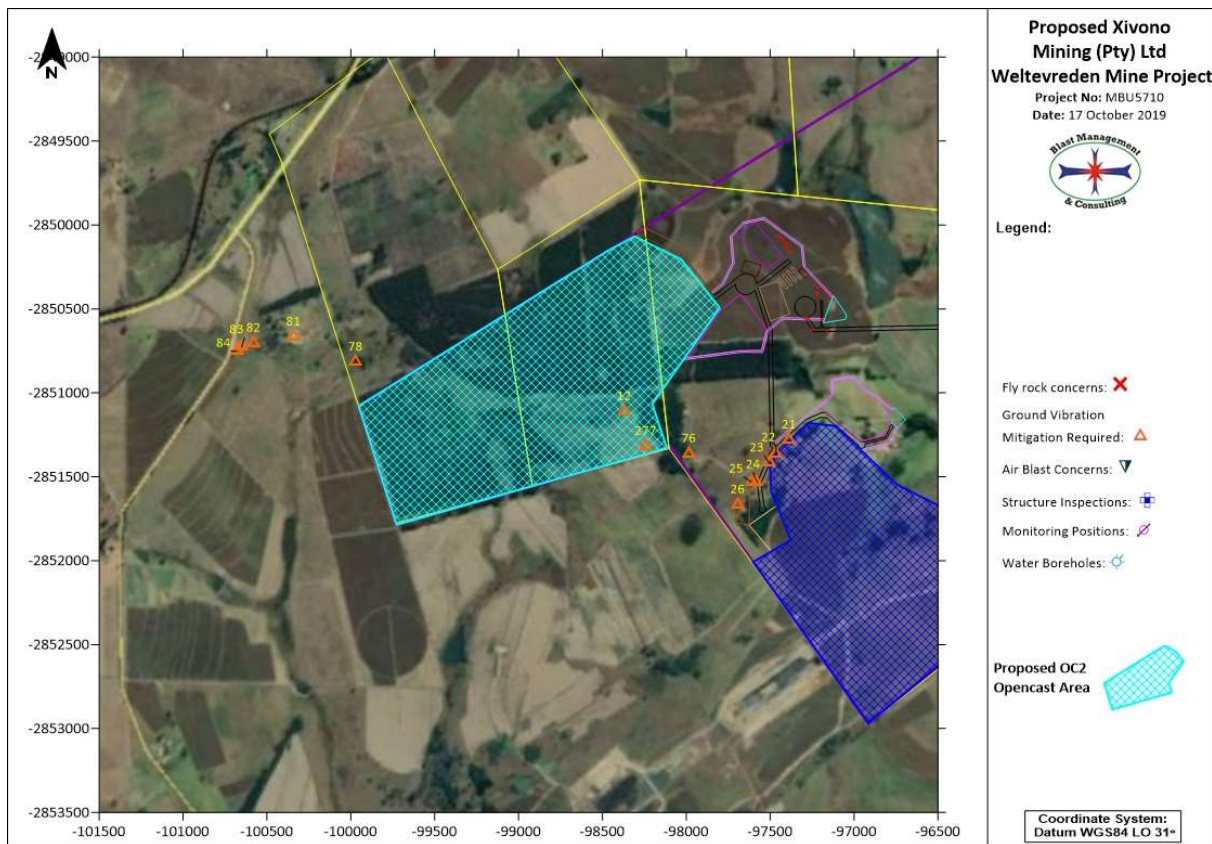 Proposed Xivono
Mining (Pty) Ltd
Weltevreden Mine Project
Project No: MBU5710
Date: 17 October 2019
Blast Management
& Consulting
Legend:
Fly rock concerns:
Ground Vibration
Mitigation Required:
Air Blast Concerns:
Structure Inspections:
Monitoring Positions:
Water Boreholes:
Proposed OC2
Opencast Area
Coordinate System:
Datum WGS84 LO 31°
N
-2849500
-2850000
-2850500
-2851000
-2851500
-2852000
-2852500
-2853000
-2853500
-101500 -101000 -100500 -100000 -99500 -99000 -98500 -98000 -97500 -97000 -96500
84 83 82 81
78
12
277
76
21
22
23
24
25
26